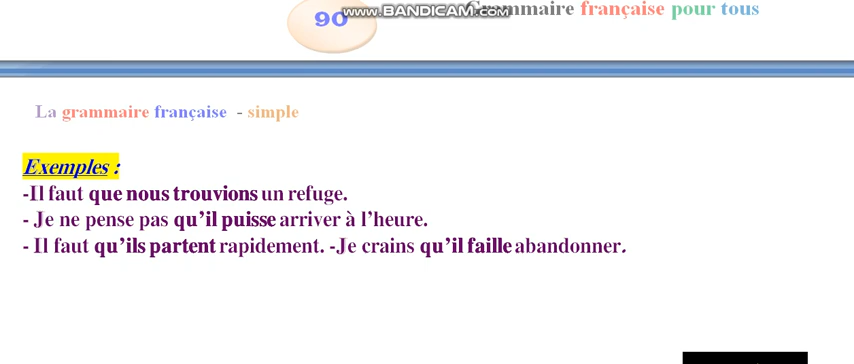 90
www.BANDICAM.com
Grammaire française pour tous
La grammaire française - simple
Exemples :
-Il faut que nous trouvions un refuge.
- Je ne pense pas qu’il puisse arriver à l’heure.
- Il faut qu’ils partent rapidement. -Je crains qu’il faille abandonner.